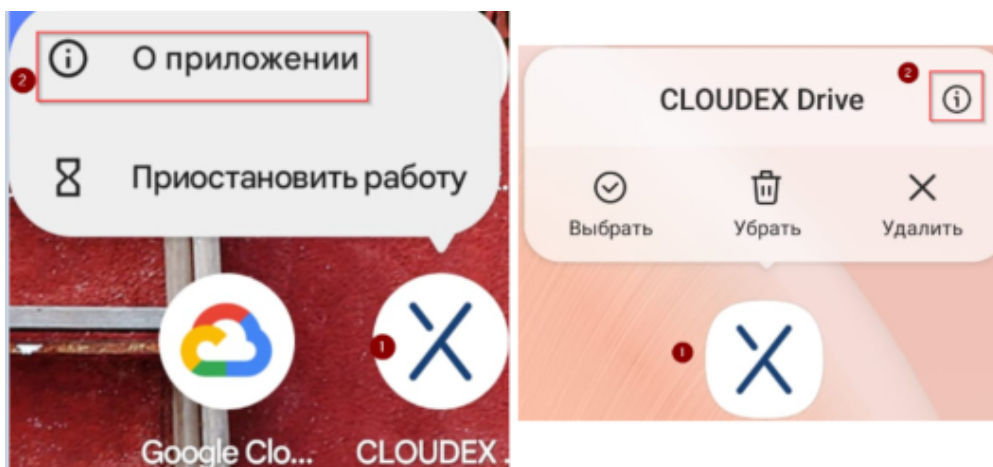 2
О приложении
Приостановить работу
1
Google Clo...
CLOUDEX .
2
CLOUDEX Drive
Выбрать
Убрать
Удалить
1